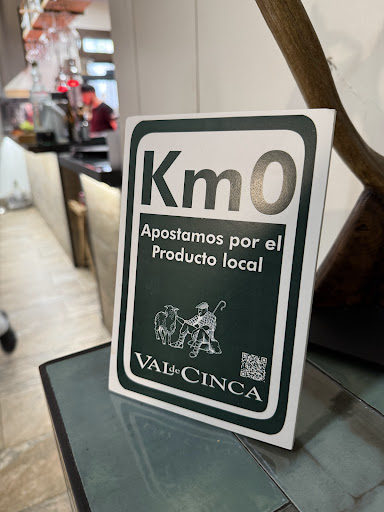 Km0
Apostamos por el
Producto local
VAL de CINCA